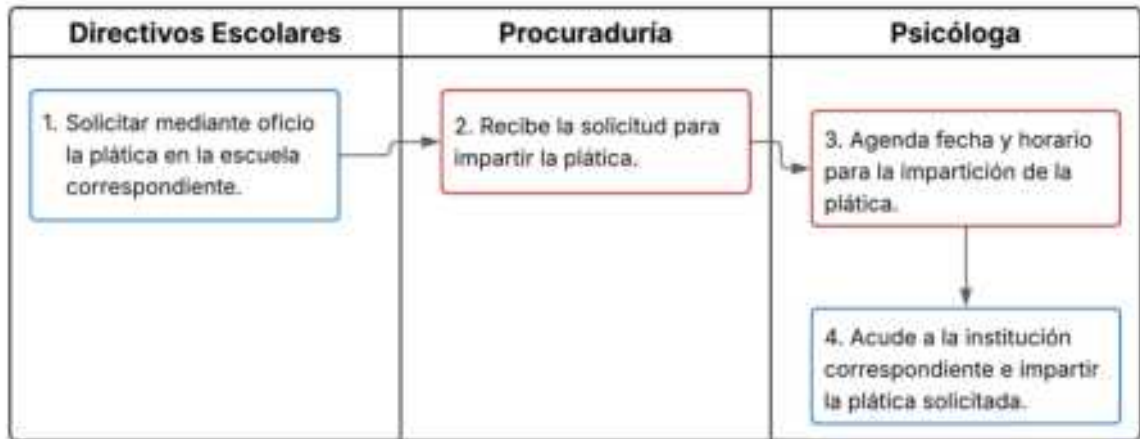 Directivos Escolares
Procuraduría
Psicóloga
1. Solicitar mediante oficio
la plática en la escuela
correspondiente.
2. Recibe la solicitud para
impartir la plática.
3. Agenda fecha y horario
para la impartición de la
plática.
4. Acude a la institución
correspondiente e impartir
la plática solicitada.